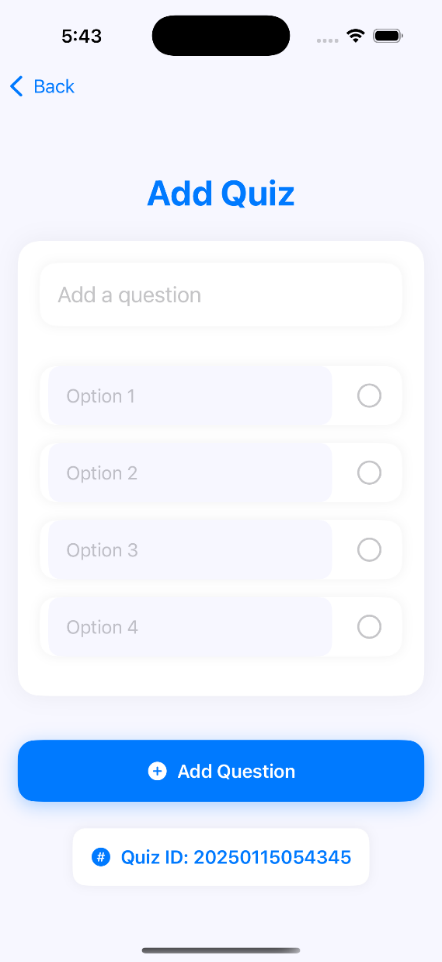 5:43
Back
Add Quiz
Add a question
Option 1
Option 2
Option 3
Option 4
Add Question
# Quiz ID: 20250115054345